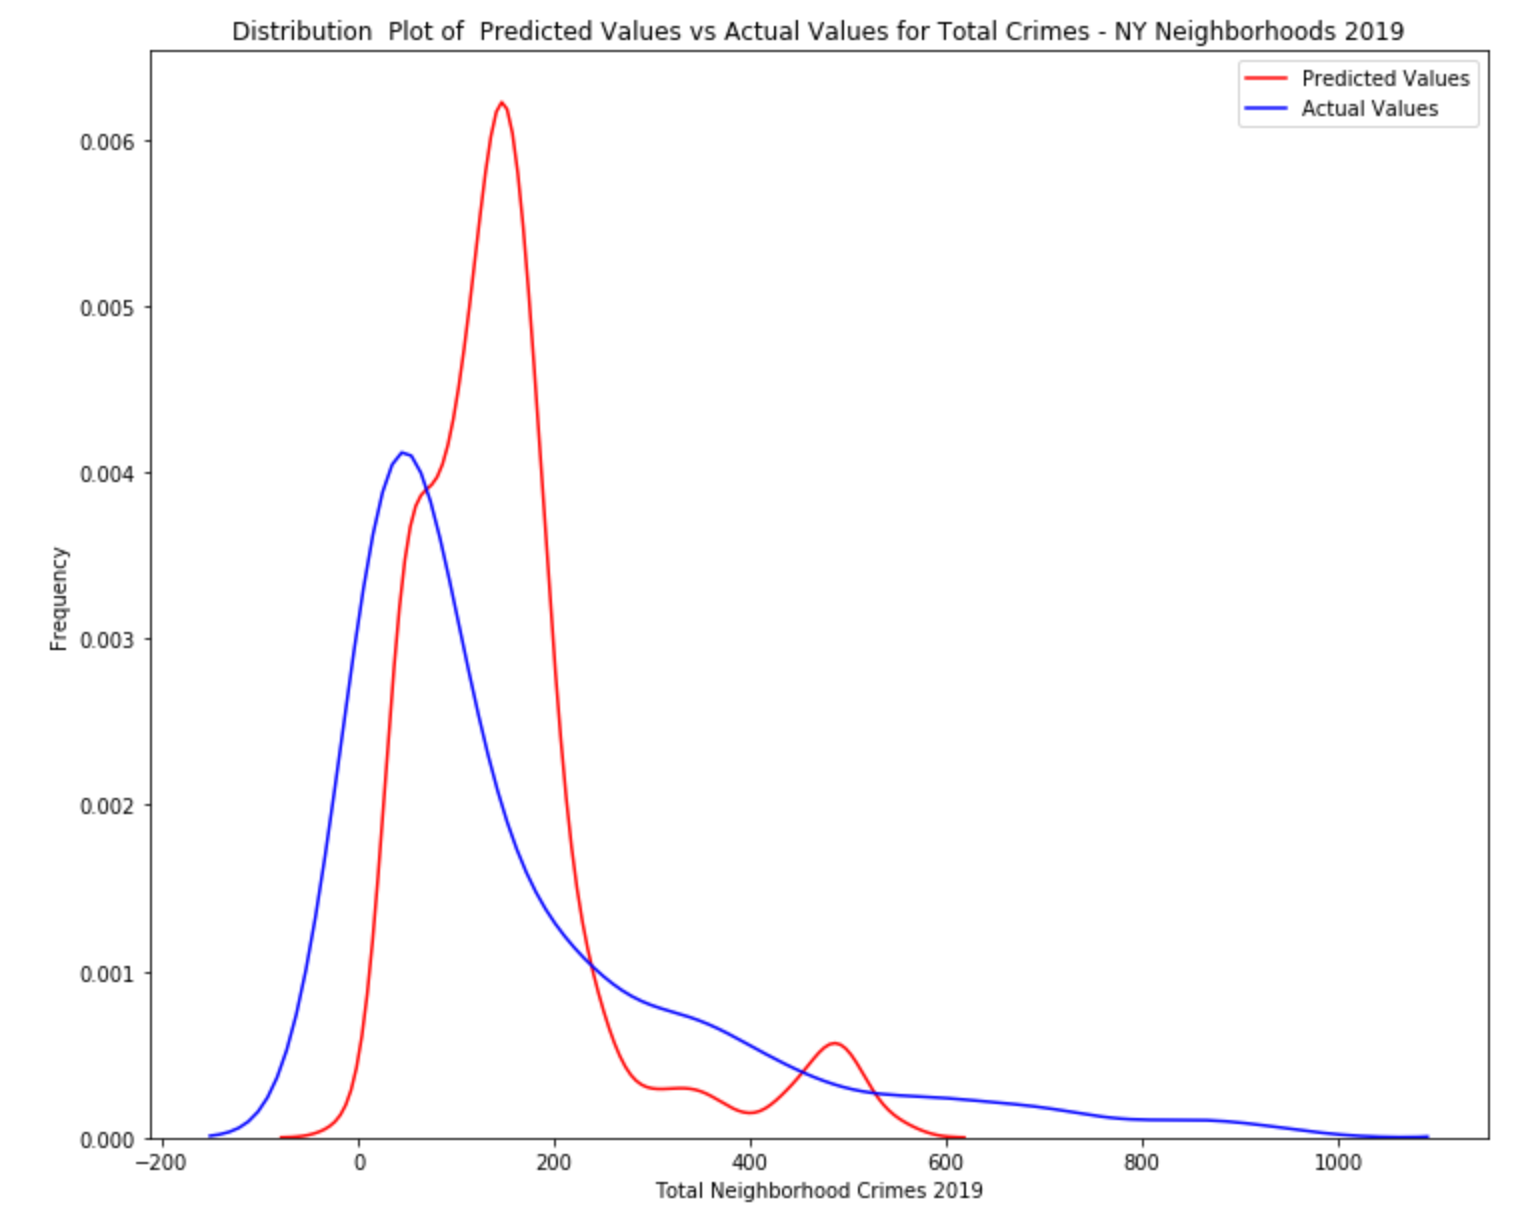 Distribution  Plot of  Predicted Values vs Actual Values for Total Crimes - NY Neighborhoods 2019
Predicted Values
Actual Values
0.006
0.005
0.004
0.003
0.002
0.001
0.000
Frequency
−200
0
200
400
600
800
1000
Total Neighborhood Crimes 2019